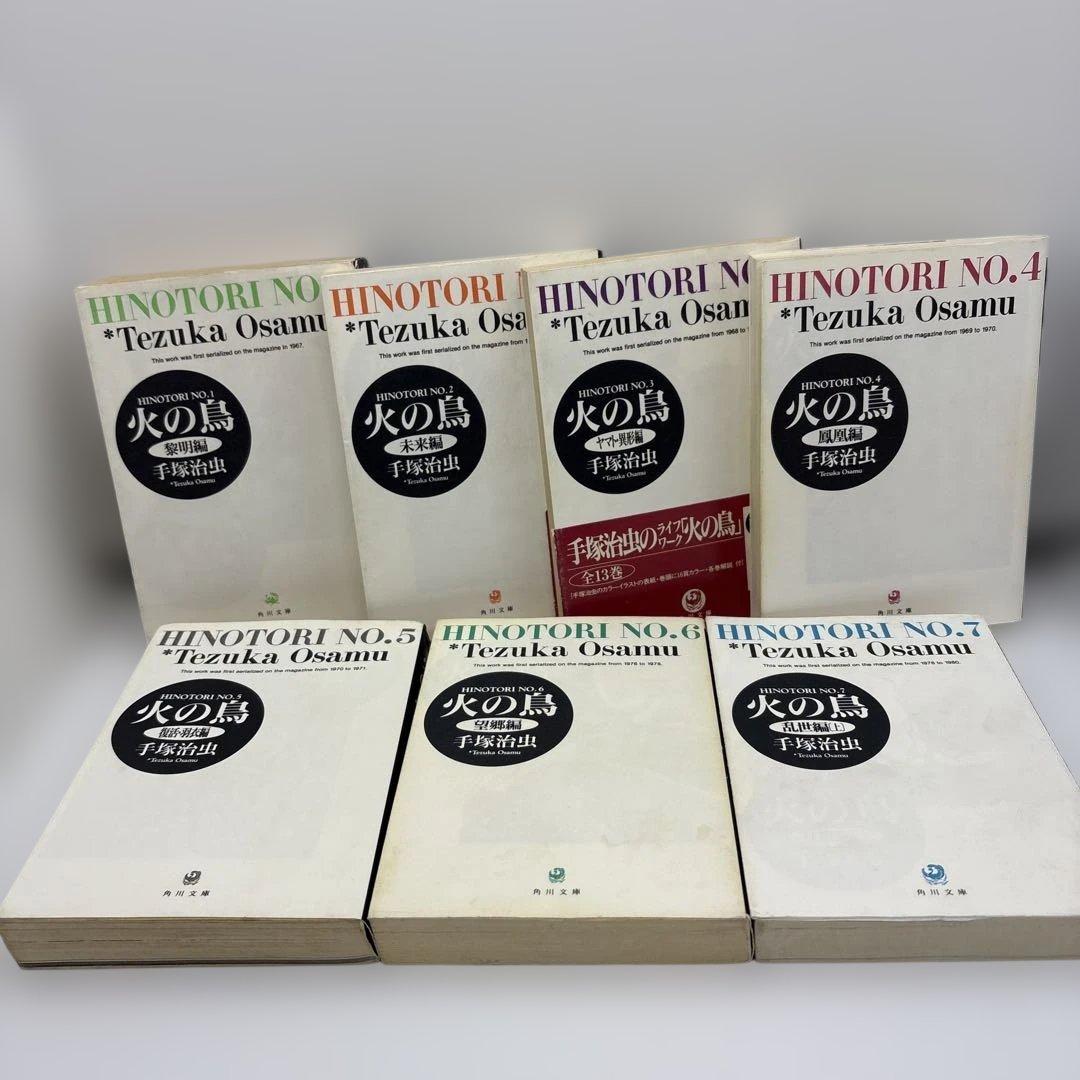 HINOTORI NO.
*Tezuka Osamu
This work was first serialized on the magazine in 1967.
HINOTORI NO.1
火の鳥
黎明編
手塚治虫
*Tezuka Osamu
角川文庫
HINOTORI
*Tezuka Osa
This work was first serialized on the magazine from
HINOTORI NO.2
火の鳥
未来編
手塚治虫
*Tezuka Osamu
角川文庫
HINOTORI NO
*Tezuka Osamu
This work was first serialized on the magazine from 1968 to
HINOTORI NO.3
火の鳥
ヤマト・異形編
手塚治虫
*Tezuka Osamu
手塚治虫のライフワーク「火の鳥」
全13巻
角川文庫
HINOTORI NO.4
*Tezuka Osamu
This work was first serialized on the magazine from 1969 to 1970.
HINOTORI NO.4
火の鳥
鳳凰編
手塚治虫
*Tezuka Osamu
角川文庫
HINOTORI NO.5
*Tezuka Osamu
This work was first serialized on the magazine from 1970 to 1971.
HINOTORI NO.5
火の鳥
復活・羽衣編
手塚治虫
*Tezuka Osamu
角川文庫
HINOTORI NO.6
*Tezuka Osamu
This work was first serialized on the magazine from 1976 to 1978.
HINOTORI NO.6
火の鳥
望郷編
手塚治虫
*Tezuka Osamu
角川文庫
HINOTORI NO.7
*Tezuka Osamu
This work was first serialized on the magazine from 1978 to 1980.
HINOTORI NO.7
火の鳥
乱世編(上)
手塚治虫
*Tezuka Osamu
角川文庫